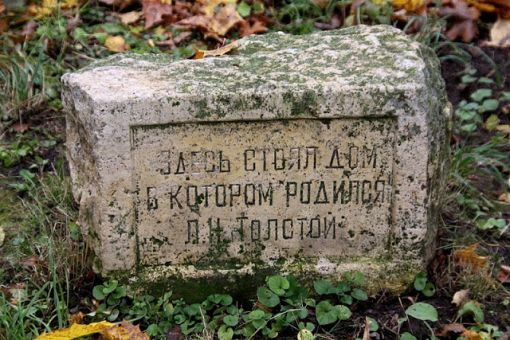 ЗДЕСЬ СТОЯЛ ДОМ,
В КОТОРОМ РОДИЛСЯ
Л.Н. ТОЛСТОЙ